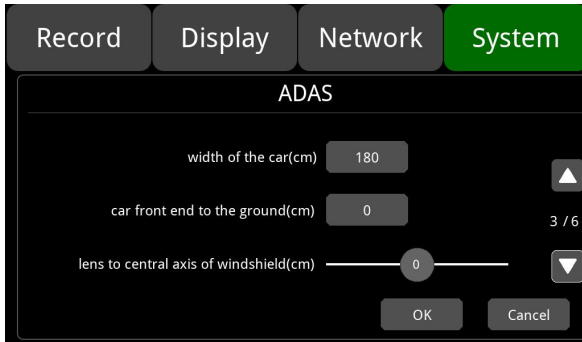 Record Display Network System
ADAS
width of the car(cm) 180
car front end to the ground(cm) 0
3 / 6
lens to central axis of windshield(cm) 0
OK Cancel